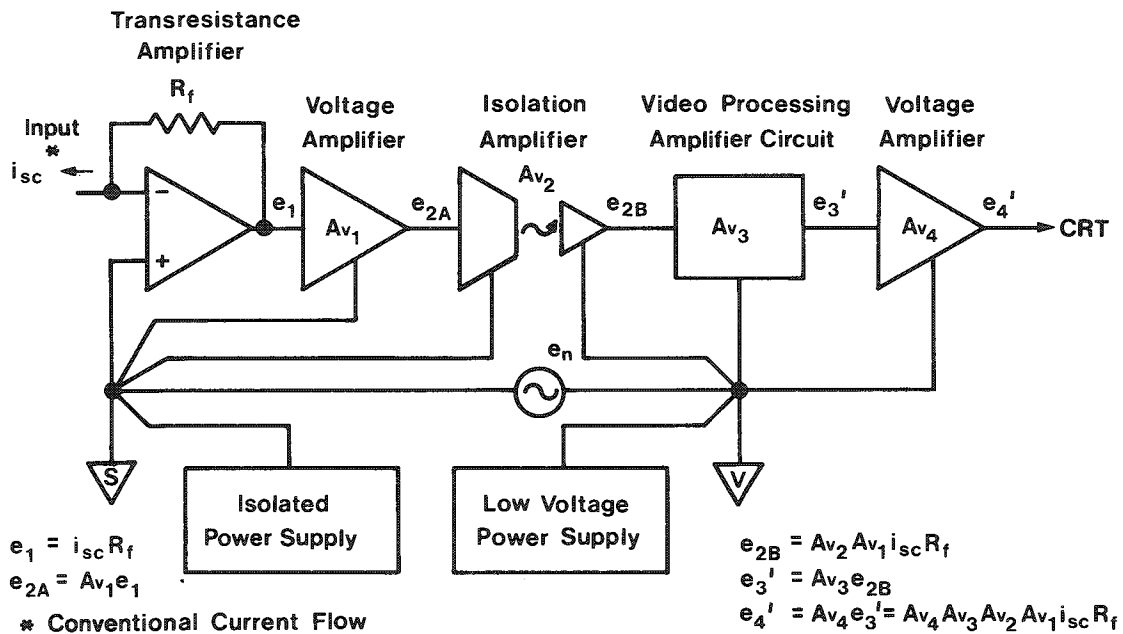 Transresistance
Amplifier
R_f
Input
*
i_sc
Voltage
Amplifier
Isolation
Amplifier
Video Processing
Amplifier Circuit
Voltage
Amplifier
Av_2
−
+
e_1
Av_1
e_2A
e_2B
Av_3
e_3'
Av_4
e_4'
CRT
e_n
S
V
Isolated
Power Supply
Low Voltage
Power Supply
e_1 = i_sc R_f
e_2A = Av_1 e_1
* Conventional Current Flow
e_2B = Av_2 Av_1 i_sc R_f
e_3' = Av_3 e_2B
e_4' = Av_4 e_3' = Av_4 Av_3 Av_2 Av_1 i_sc R_f